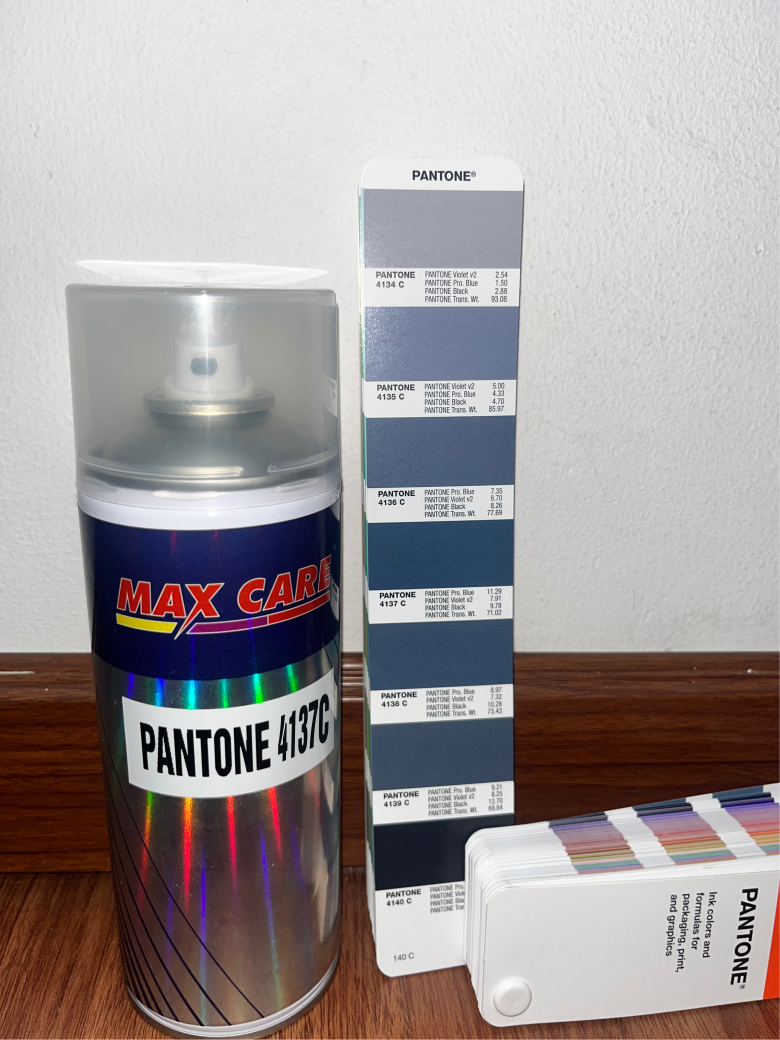 MAX CARE
PANTONE 4137C
PANTONE®
PANTONE 4134 C
PANTONE Violet v2 2.54
PANTONE Pro. Blue 1.50
PANTONE Black 2.88
PANTONE Trans. Wt. 93.08
PANTONE 4135 C
PANTONE Violet v2 5.00
PANTONE Pro. Blue 4.33
PANTONE Black 4.70
PANTONE Trans. Wt. 85.97
PANTONE 4136 C
PANTONE Pro. Blue 7.35
PANTONE Violet v2 6.70
PANTONE Black 8.26
PANTONE Trans. Wt. 77.69
PANTONE 4137 C
PANTONE Pro. Blue 11.29
PANTONE Violet v2 7.91
PANTONE Black 9.78
PANTONE Trans. Wt. 71.02
PANTONE 4138 C
PANTONE Pro. Blue 8.97
PANTONE Violet v2 7.32
PANTONE Black 10.28
PANTONE Trans. Wt. 73.43
PANTONE 4139 C
PANTONE Pro. Blue 9.21
PANTONE Violet v2 8.25
PANTONE Black 12.70
PANTONE Trans. Wt. 69.84
PANTONE 4140 C
PANTONE Pro.
PANTONE
PANTONE
PANTONE
140 C
PANTONE®
Ink colors and
formulas for
packaging, print,
and graphics